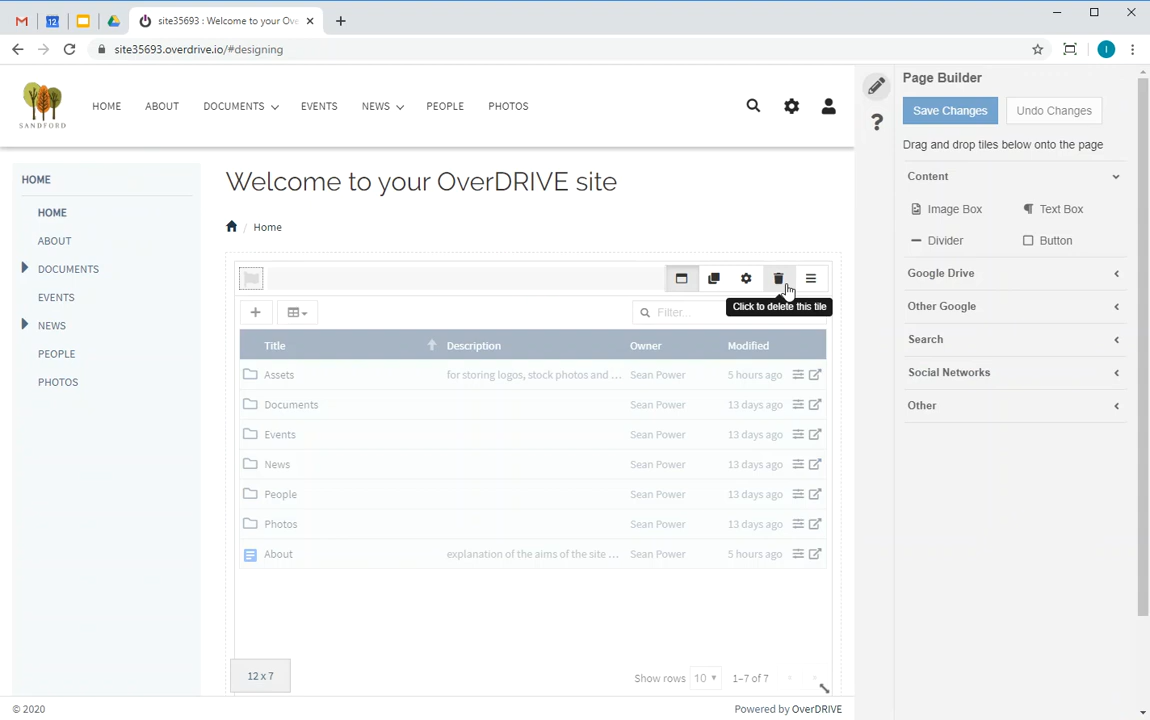 site35693 : Welcome to your Ove
site35693.overdrive.io/#designing
SANDFORD
HOME ABOUT DOCUMENTS EVENTS NEWS PEOPLE PHOTOS
Page Builder
Save Changes Undo Changes
Drag and drop tiles below onto the page
Content
Image Box Text Box
Divider Button
Google Drive
Other Google
Search
Social Networks
Other
HOME
HOME
ABOUT
DOCUMENTS
EVENTS
NEWS
PEOPLE
PHOTOS
Welcome to your OverDRIVE site
/ Home
Click to delete this tile
Filter...
Title Description Owner Modified
Assets for storing logos, stock photos and ... Sean Power 5 hours ago
Documents Sean Power 13 days ago
Events Sean Power 13 days ago
News Sean Power 13 days ago
People Sean Power 13 days ago
Photos Sean Power 13 days ago
About explanation of the aims of the site ... Sean Power 5 hours ago
12 x 7
Show rows 10 1–7 of 7
© 2020
Powered by OverDRIVE